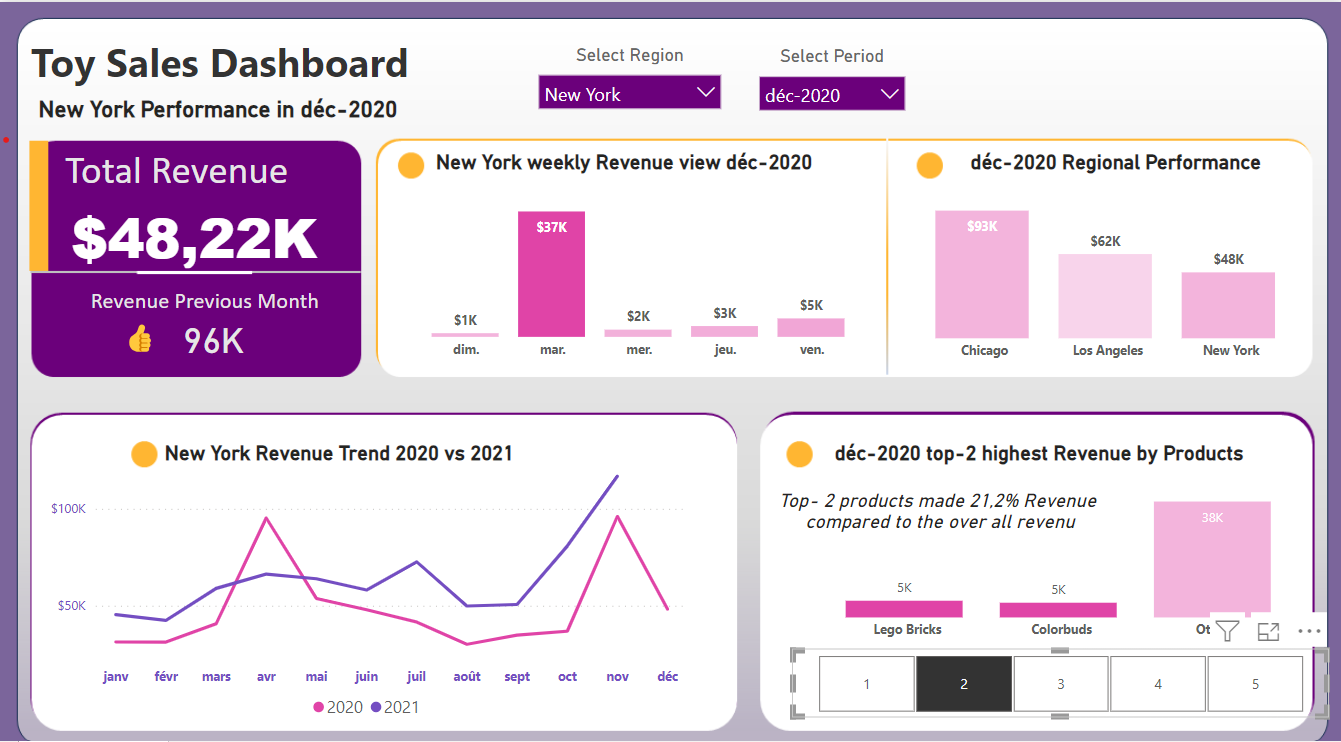 Toy Sales Dashboard
New York Performance in déc-2020
Select Region
New York
Select Period
déc-2020
Total Revenue
$48,22K
Revenue Previous Month
96K
New York weekly Revenue view déc-2020
$1K
$37K
$2K
$3K
$5K
dim.
mar.
mer.
jeu.
ven.
déc-2020 Regional Performance
$93K
$62K
$48K
Chicago
Los Angeles
New York
New York Revenue Trend 2020 vs 2021
$100K
$50K
janv
févr
mars
avr
mai
juin
juil
août
sept
oct
nov
déc
2020
2021
déc-2020 top-2 highest Revenue by Products
Top- 2 products made 21,2% Revenue
compared to the over all revenu
5K
5K
38K
Lego Bricks
Colorbuds
Ot
1
2
3
4
5